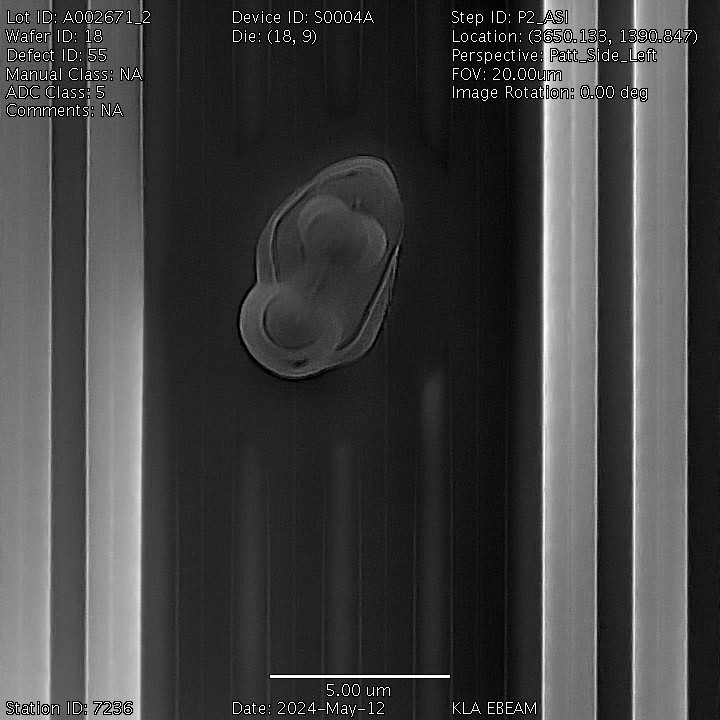 Lot ID: A002671_2
Device ID: S0004A
Step ID: P2_ASI
Wafer ID: 18
Die: (18, 9)
Location: (3650.133, 1390.847)
Defect ID: 55
Perspective: Patt_Side_Left
Manual Class: NA
FOV: 20.00um
ADC Class: 5
Image Rotation: 0.00 deg
Comments: NA
5.00 um
Station ID: 7236
Date: 2024-May-12
KLA EBEAM